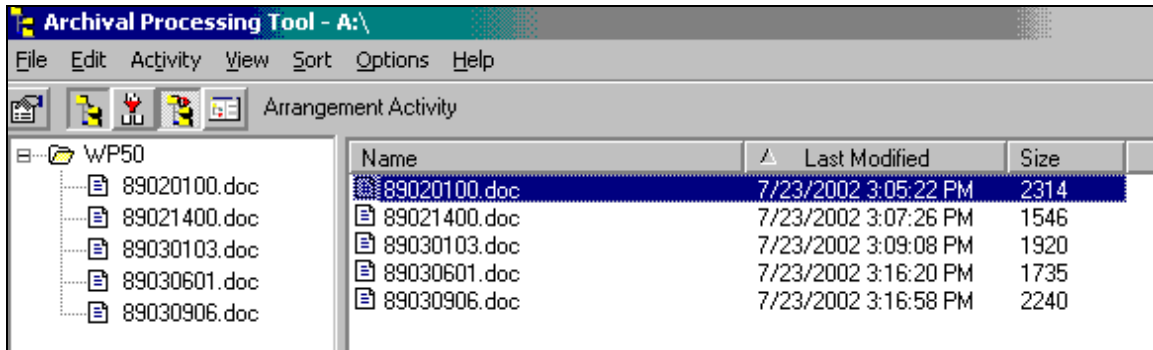 Archival Processing Tool - A:\
File Edit Activity View Sort Options Help
Arrangement Activity
WP50
89020100.doc
89021400.doc
89030103.doc
89030601.doc
89030906.doc
Name Last Modified Size
89020100.doc 7/23/2002 3:05:22 PM 2314
89021400.doc 7/23/2002 3:07:26 PM 1546
89030103.doc 7/23/2002 3:09:08 PM 1920
89030601.doc 7/23/2002 3:16:20 PM 1735
89030906.doc 7/23/2002 3:16:58 PM 2240